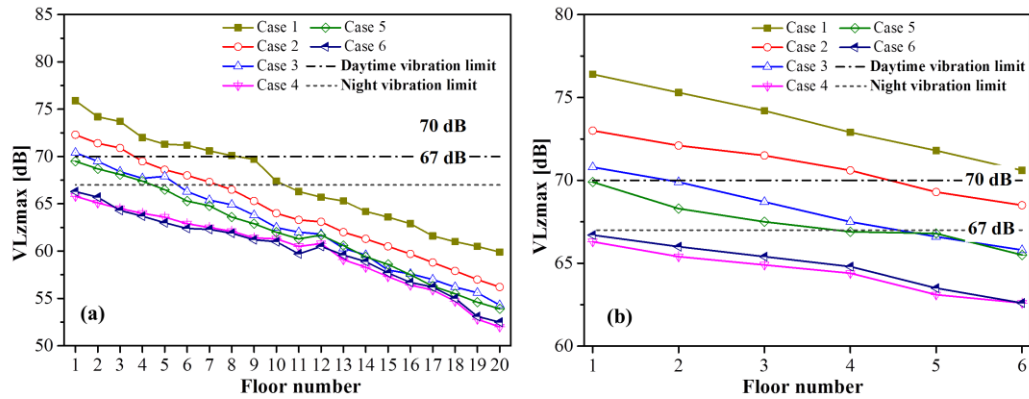 85
80
75
70
65
60
55
50
VLzmax [dB]
Case 1
Case 2
Case 3
Case 4
Case 5
Case 6
Daytime vibration limit
Night vibration limit
70 dB
67 dB
(a)
1 2 3 4 5 6 7 8 9 10 11 12 13 14 15 16 17 18 19 20
Floor number
80
75
70
65
60
VLzmax [dB]
Case 1
Case 2
Case 3
Case 4
Case 5
Case 6
Daytime vibration limit
Night vibration limit
70 dB
67 dB
(b)
1 2 3 4 5 6
Floor number